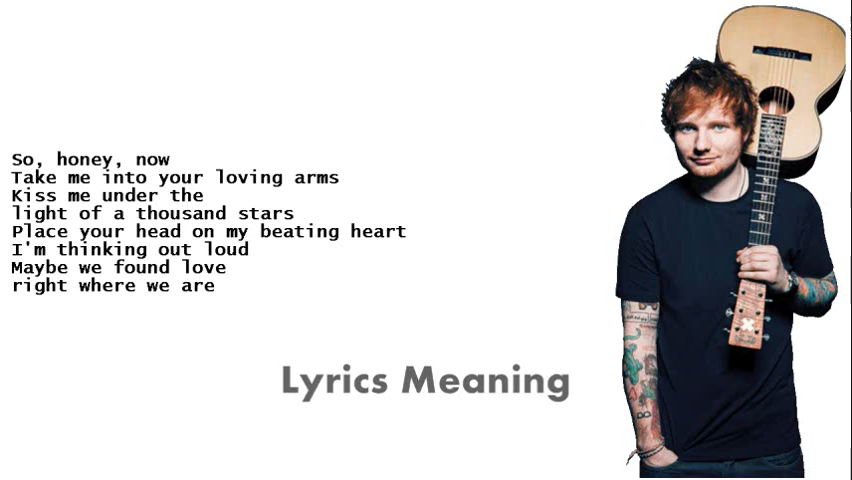 So, honey, now
Take me into your loving arms
Kiss me under the
light of a thousand stars
Place your head on my beating heart
I'm thinking out loud
Maybe we found love
right where we are
Lyrics Meaning